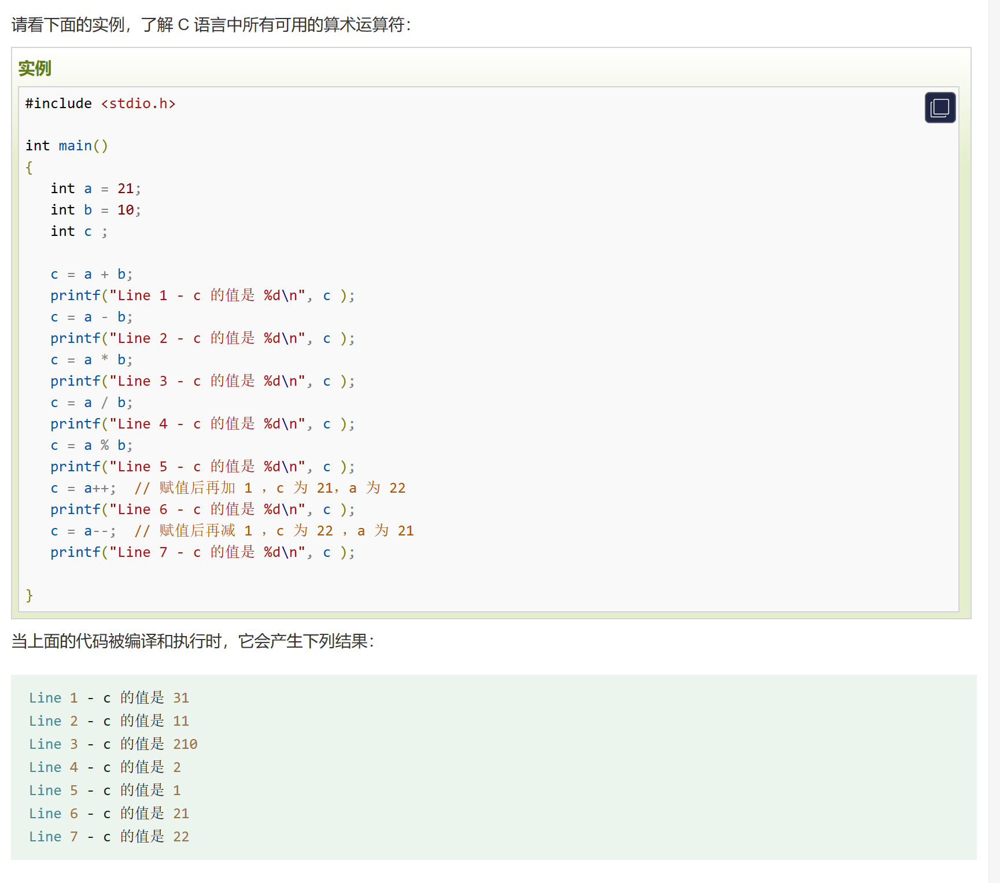 请看下面的实例，了解 C 语言中所有可用的算术运算符：
实例
#include <stdio.h>
int main()
{
   int a = 21;
   int b = 10;
   int c ;
   c = a + b;
   printf("Line 1 - c 的值是 %d\n", c );
   c = a - b;
   printf("Line 2 - c 的值是 %d\n", c );
   c = a * b;
   printf("Line 3 - c 的值是 %d\n", c );
   c = a / b;
   printf("Line 4 - c 的值是 %d\n", c );
   c = a % b;
   printf("Line 5 - c 的值是 %d\n", c );
   c = a++;  // 赋值后再加 1 ，c 为 21，a 为 22
   printf("Line 6 - c 的值是 %d\n", c );
   c = a--;  // 赋值后再减 1 ，c 为 22 ，a 为 21
   printf("Line 7 - c 的值是 %d\n", c );
}
当上面的代码被编译和执行时，它会产生下列结果：
Line 1 - c 的值是 31
Line 2 - c 的值是 11
Line 3 - c 的值是 210
Line 4 - c 的值是 2
Line 5 - c 的值是 1
Line 6 - c 的值是 21
Line 7 - c 的值是 22